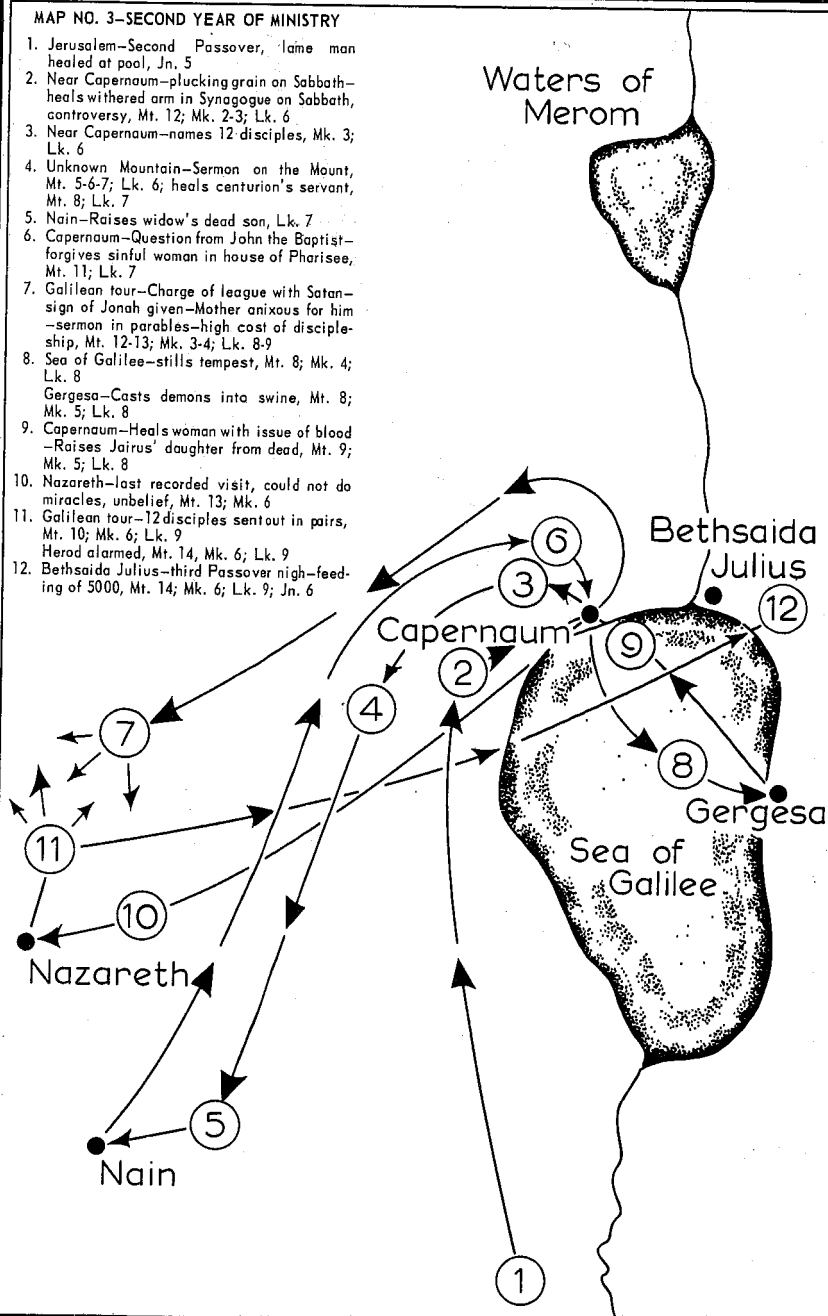 MAP NO. 3–SECOND YEAR OF MINISTRY
1. Jerusalem–Second Passover, lame man
healed at pool, Jn. 5
2. Near Capernaum–plucking grain on Sabbath–
heals withered arm in Synagogue on Sabbath,
controversy, Mt. 12; Mk. 2-3; Lk. 6
3. Near Capernaum–names 12 disciples, Mk. 3;
Lk. 6
4. Unknown Mountain–Sermon on the Mount,
Mt. 5-6-7; Lk. 6; heals centurion's servant,
Mt. 8; Lk. 7
5. Nain–Raises widow's dead son, Lk. 7
6. Capernaum–Question from John the Baptist–
forgives sinful woman in house of Pharisee,
Mt. 11; Lk. 7
7. Galilean tour–Charge of league with Satan–
sign of Jonah given–Mother anixous for him
–sermon in parables–high cost of disciple-
ship, Mt. 12-13; Mk. 3-4; Lk. 8-9
8. Sea of Galilee–stills tempest, Mt. 8; Mk. 4;
Lk. 8
Gergesa–Casts demons into swine, Mt. 8;
Mk. 5; Lk. 8
9. Capernaum–Heals woman with issue of blood
–Raises Jairus' daughter from dead, Mt. 9;
Mk. 5; Lk. 8
10. Nazareth–last recorded visit, could not do
miracles, unbelief, Mt. 13; Mk. 6
11. Galilean tour–12 disciples sent out in pairs,
Mt. 10; Mk. 6; Lk. 9
Herod alarmed, Mt. 14, Mk. 6; Lk. 9
12. Bethsaida Julius–third Passover nigh–feed-
ing of 5000, Mt. 14; Mk. 6; Lk. 9; Jn. 6
Waters of
Merom
Bethsaida
Julius
12
6
3
Capernaum
9
2
4
7
8
Gergesa
11
Sea of
Galilee
10
Nazareth
5
Nain
1